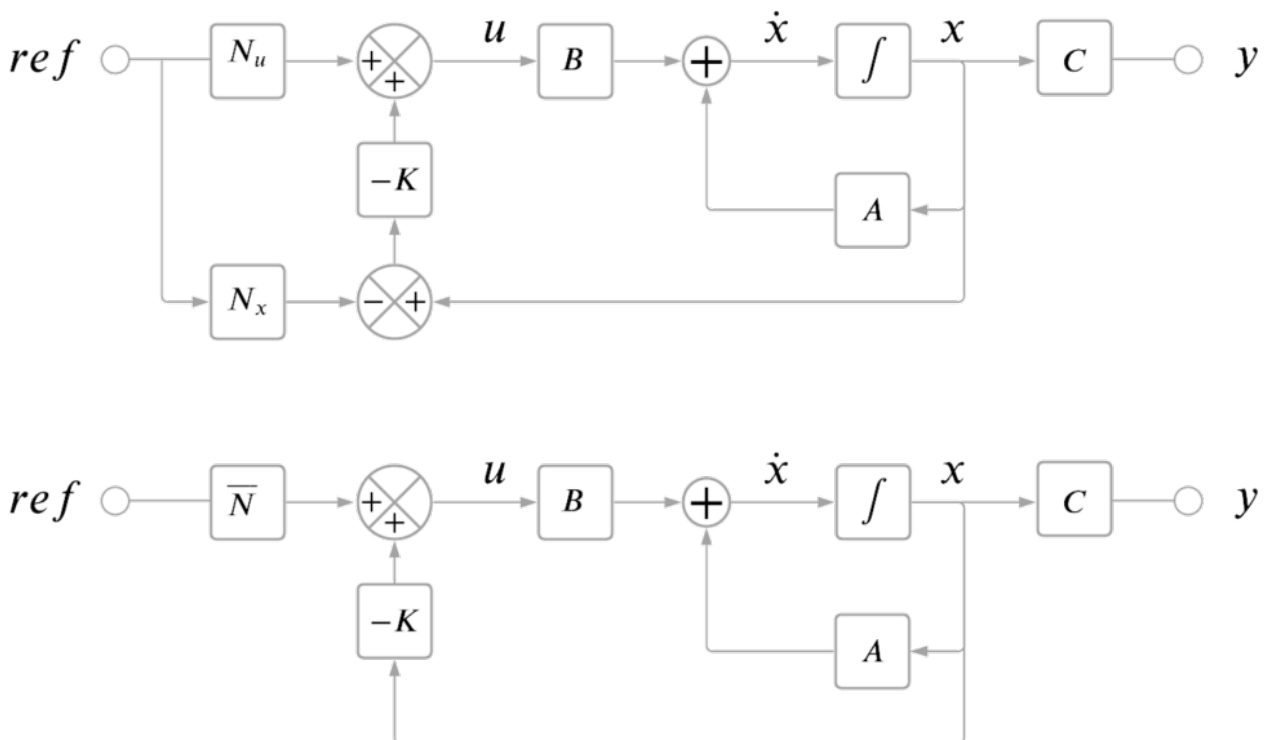 ref N_u + + u B + ẋ ∫ x C y
−K
A
N_x − +
ref N̅ + + u B + ẋ ∫ x C y
−K
A